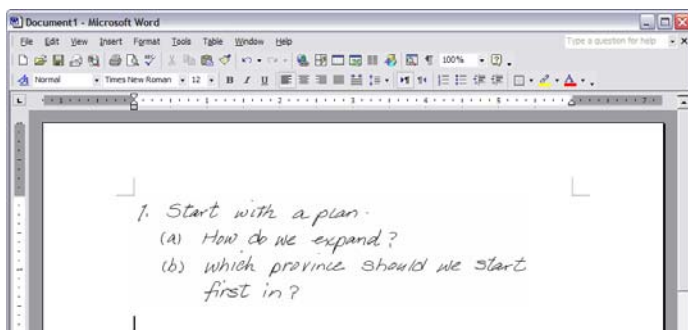 Document1 - Microsoft Word
File Edit View Insert Format Tools Table Window Help Type a question for help
100%
Normal Times New Roman 12 B I U A
1. Start with a plan.
(a) How do we expand?
(b) which province should we start
first in?